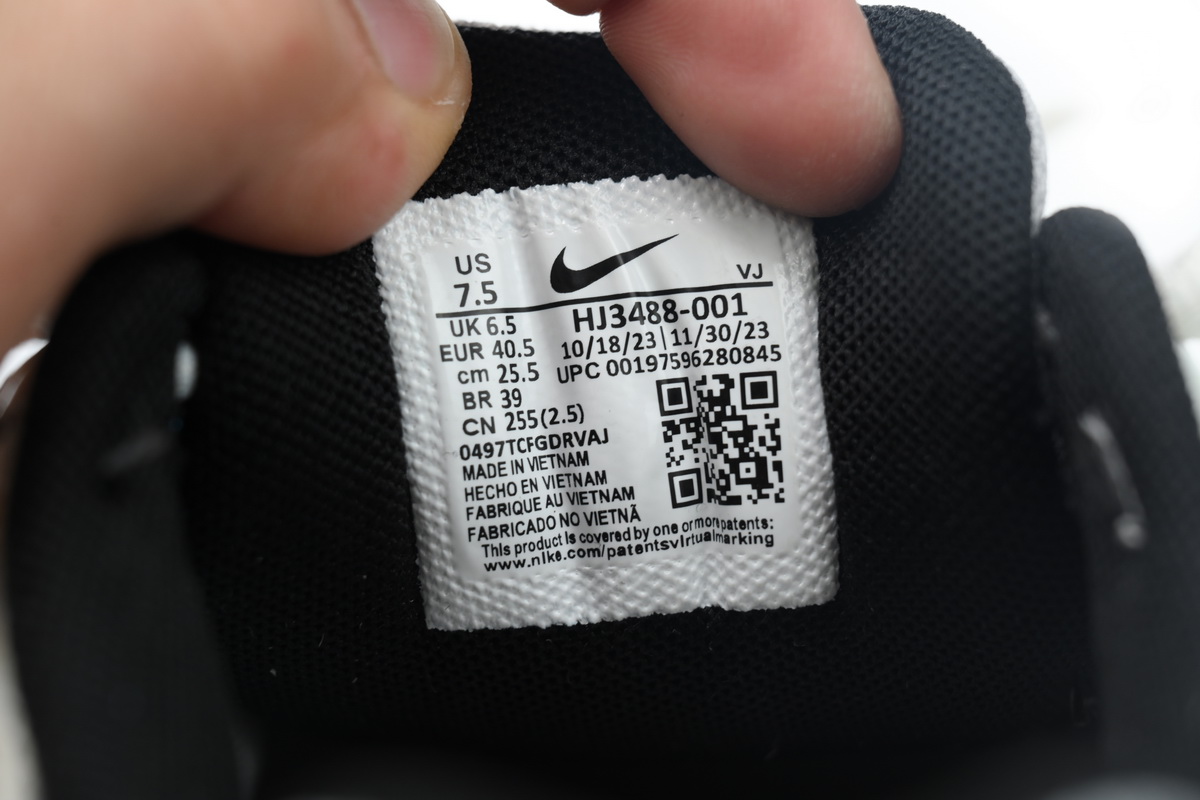 US
7.5
VJ
UK 6.5
EUR 40.5
cm 25.5
BR 39
CN 255(2.5)
HJ3488-001
10/18/23|11/30/23
UPC 00197596280845
0497TCFGDRVAJ
MADE IN VIETNAM
HECHO EN VIETNAM
FABRIQUE AU VIETNAM
FABRICADO NO VIETNÃ
This product is covered by one or more patents:
www.nike.com/patentsvirtualmarking